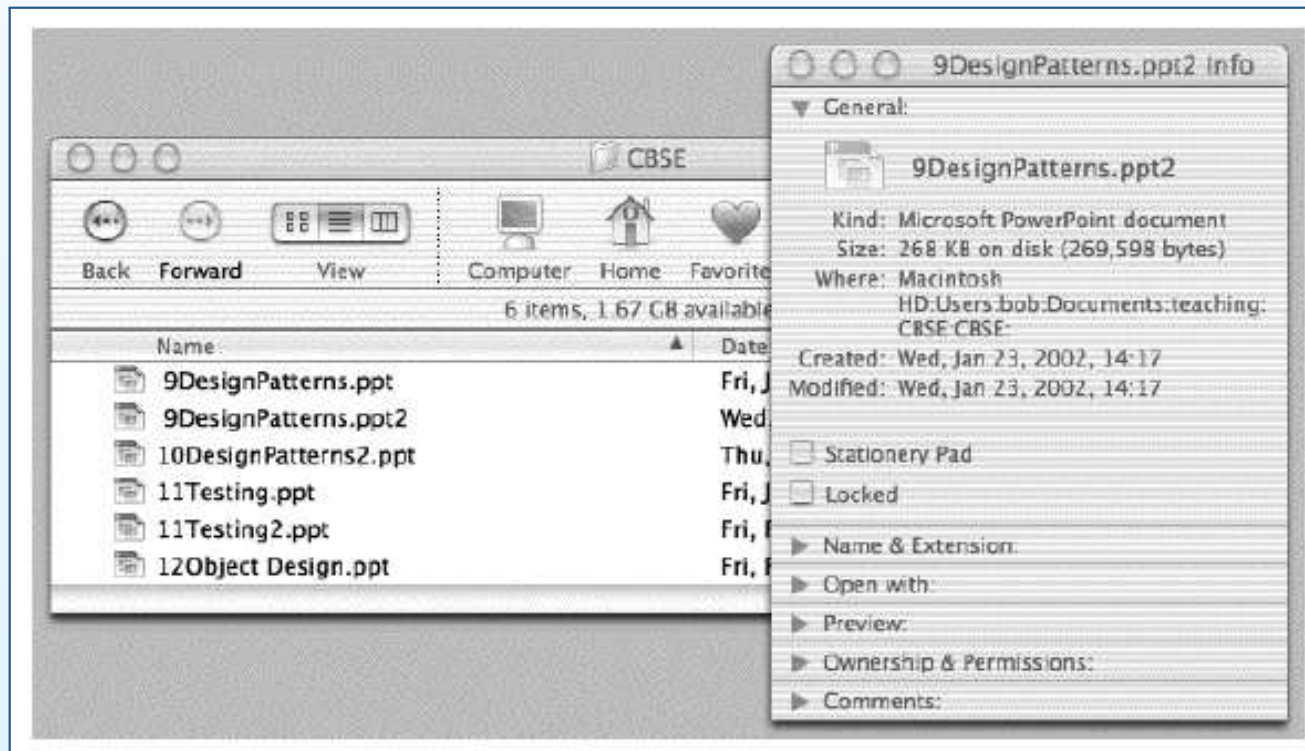 CBSE
Back Forward View Computer Home Favorite
6 items, 1.67 GB available
Name Date
9DesignPatterns.ppt Fri, J
9DesignPatterns.ppt2 Wed,
10DesignPatterns2.ppt Thu,
11Testing.ppt Fri, J
11Testing2.ppt Fri, F
12Object Design.ppt Fri, F
9DesignPatterns.ppt2 Info
General:
9DesignPatterns.ppt2
Kind: Microsoft PowerPoint document
Size: 268 KB on disk (269,598 bytes)
Where: Macintosh
HD:Users:bob:Documents:teaching:
CBSE:CBSE:
Created: Wed, Jan 23, 2002, 14:17
Modified: Wed, Jan 23, 2002, 14:17
Stationery Pad
Locked
Name & Extension:
Open with:
Preview:
Ownership & Permissions:
Comments: